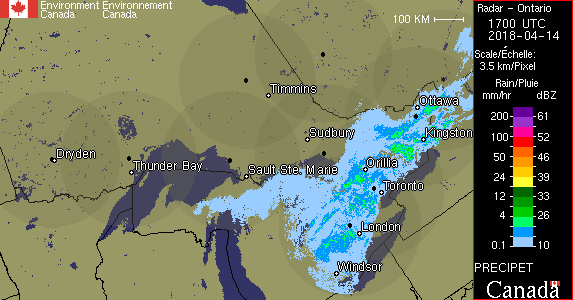 Environment Environnement
Canada Canada
100 KM
Radar - Ontario
1700 UTC
2018-04-14
Scale/Échelle:
3.5 km/Pixel
Rain/Pluie
mm/hr dBZ
200 61
100 52
50 46
24 39
12 33
4 26
0.1 10
PRECIPET
Canada
Timmins
Ottawa
Sudbury
Kingston
Dryden
Thunder Bay
Sault Ste. Marie
Orillia
Toronto
London
Windsor